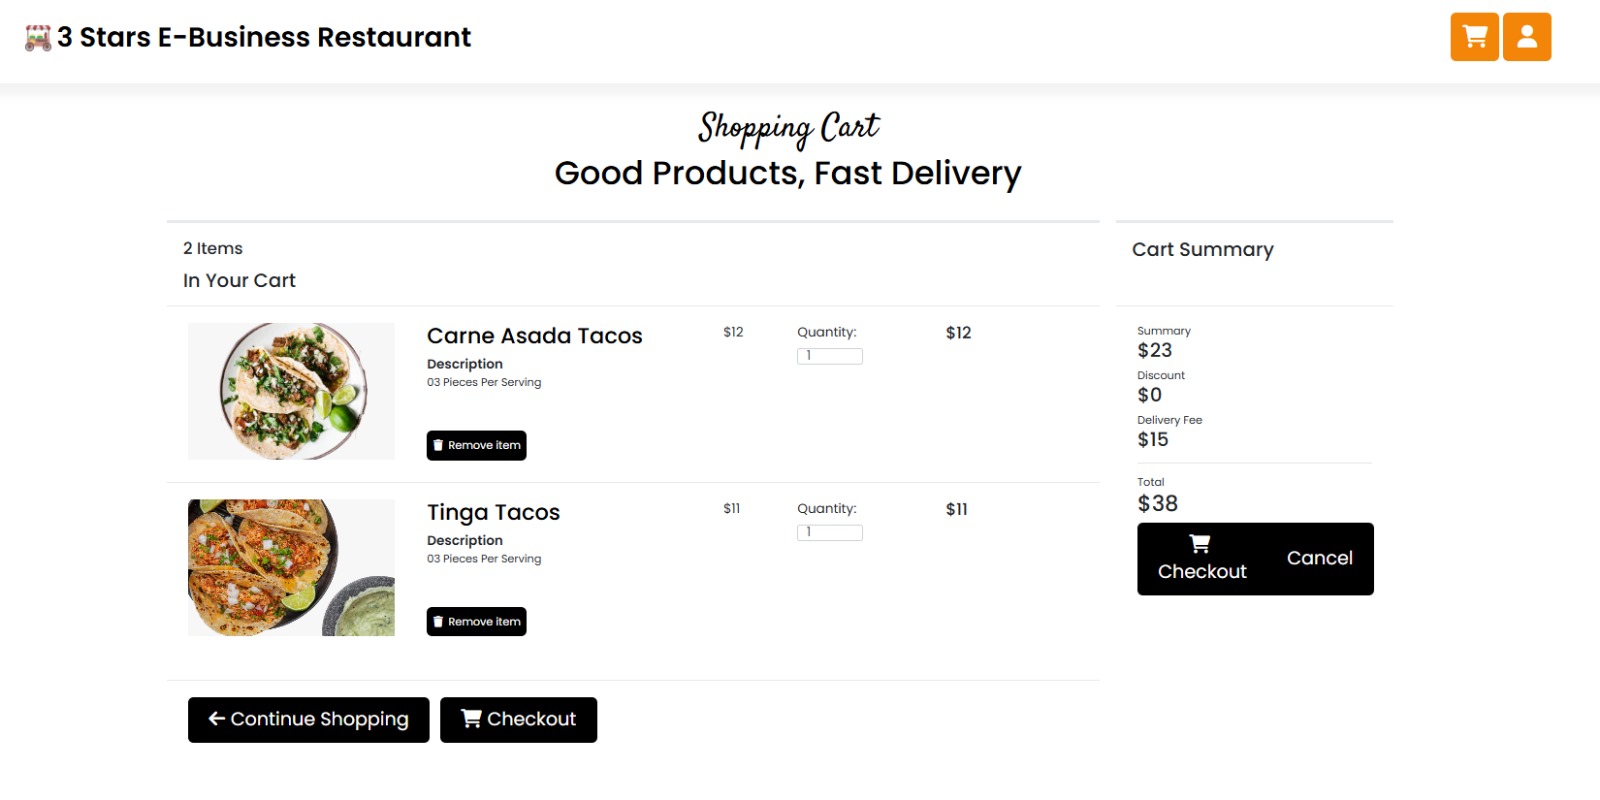 3 Stars E-Business Restaurant
Shopping Cart
Good Products, Fast Delivery
2 Items
In Your Cart
Carne Asada Tacos
Description
03 Pieces Per Serving
Remove item
$12
Quantity:
1
$12
Tinga Tacos
Description
03 Pieces Per Serving
Remove item
$11
Quantity:
1
$11
Continue Shopping
Checkout
Cart Summary
Summary
$23
Discount
$0
Delivery Fee
$15
Total
$38
Checkout
Cancel